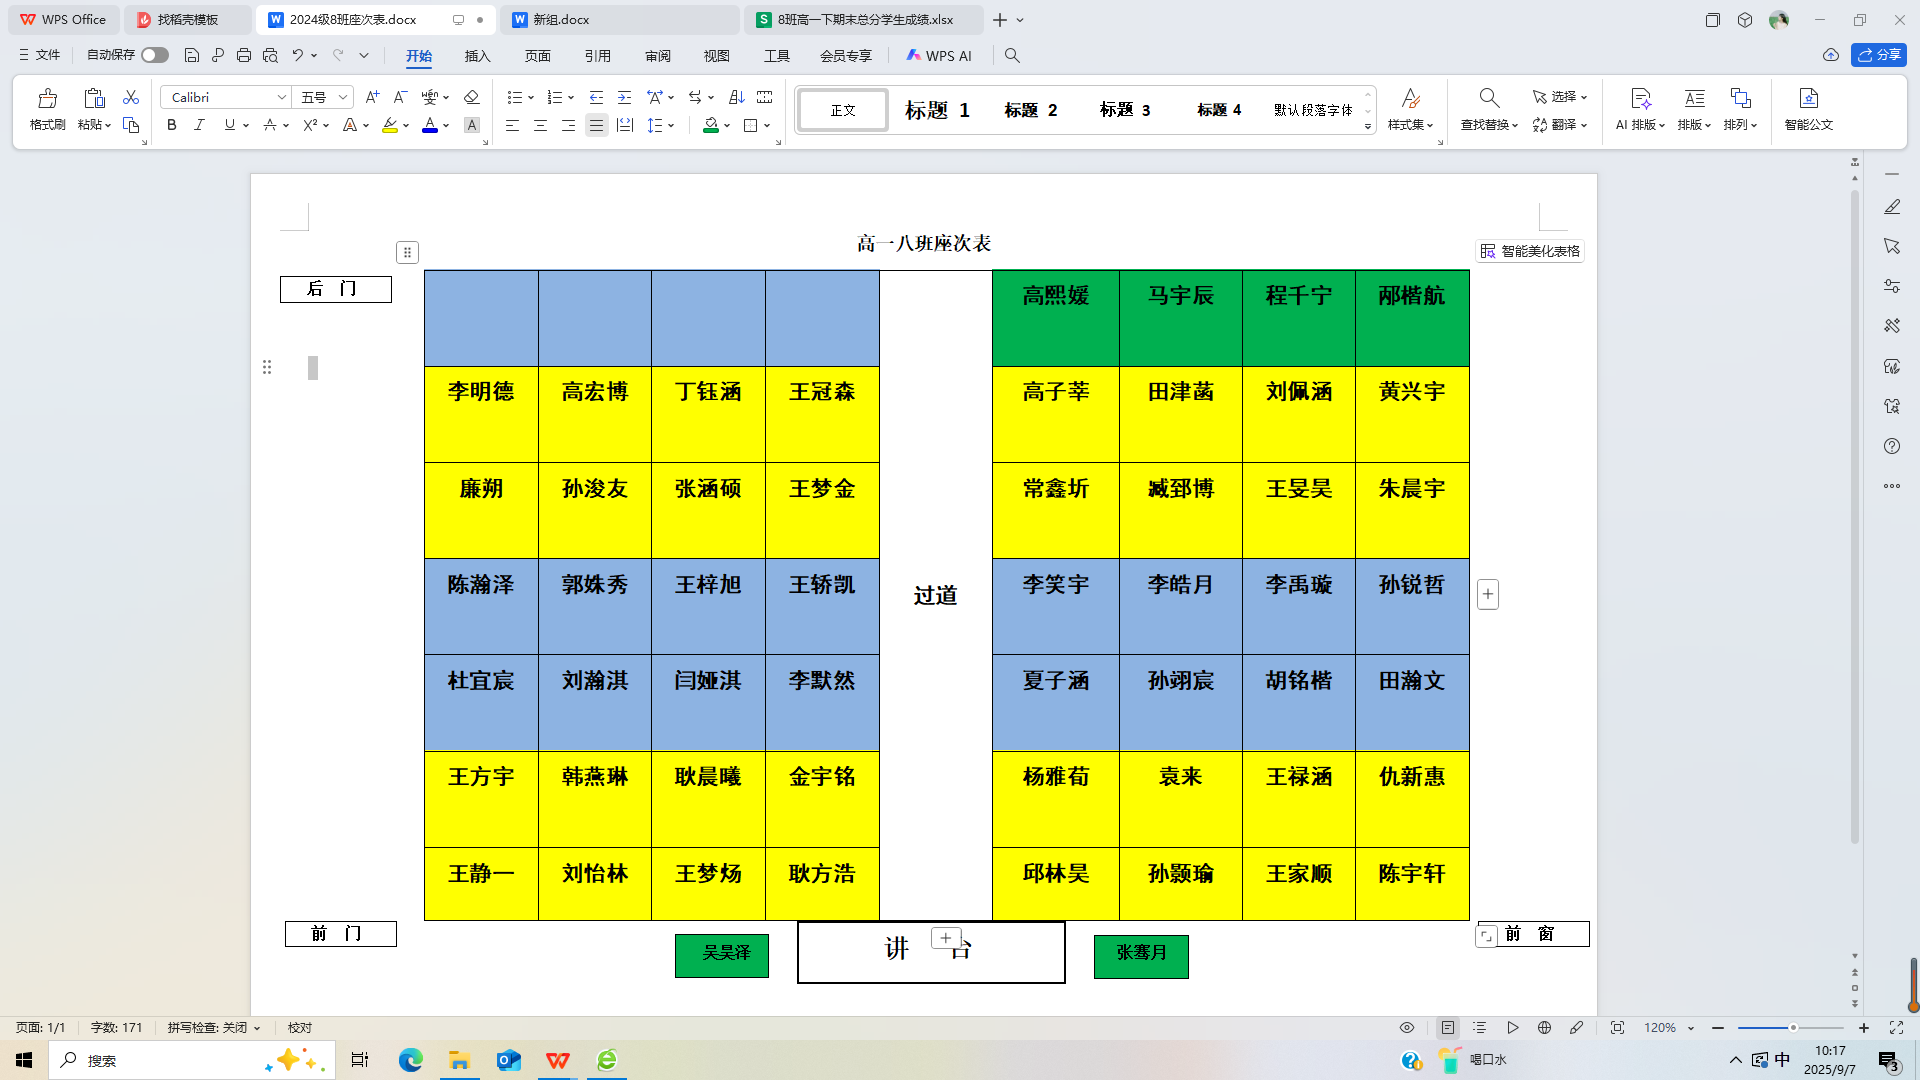 WPS Office 找稻壳模板 2024级8班座次表.docx 新组.docx 8班高一下期末总分学生成绩.xlsx
文件 自动保存 开始 插入 页面 引用 审阅 视图 工具 会员专享 WPS AI 分享
格式刷 粘贴 Calibri 五号 正文 标题 1 标题 2 标题 3 标题 4 默认段落字体 样式集 查找替换 选择 翻译 AI 排版 排版 排列 智能公文
高一八班座次表
智能美化表格
后 门
高熙媛 马宇辰 程千宁 邴楷航
李明德 高宏博 丁钰涵 王冠森 高子莘 田津菡 刘佩涵 黄兴宇
廉朔 孙浚友 张涵硕 王梦金 常鑫圻 臧郅博 王旻昊 朱晨宇
陈瀚泽 郭姝秀 王梓旭 王轿凯 过道 李笑宇 李皓月 李禹璇 孙锐哲
杜宜宸 刘瀚淇 闫娅淇 李默然 夏子涵 孙翊宸 胡铭楷 田瀚文
王方宇 韩燕琳 耿晨曦 金宇铭 杨雅荀 袁来 王禄涵 仇新惠
王静一 刘怡林 王梦炀 耿方浩 邱林昊 孙颢瑜 王家顺 陈宇轩
前 门 吴昊泽 讲 台 张骞月 前 窗
页面: 1/1 字数: 171 拼写检查: 关闭 校对 120%
搜索 喝口水 中 10:17
2025/9/7 3